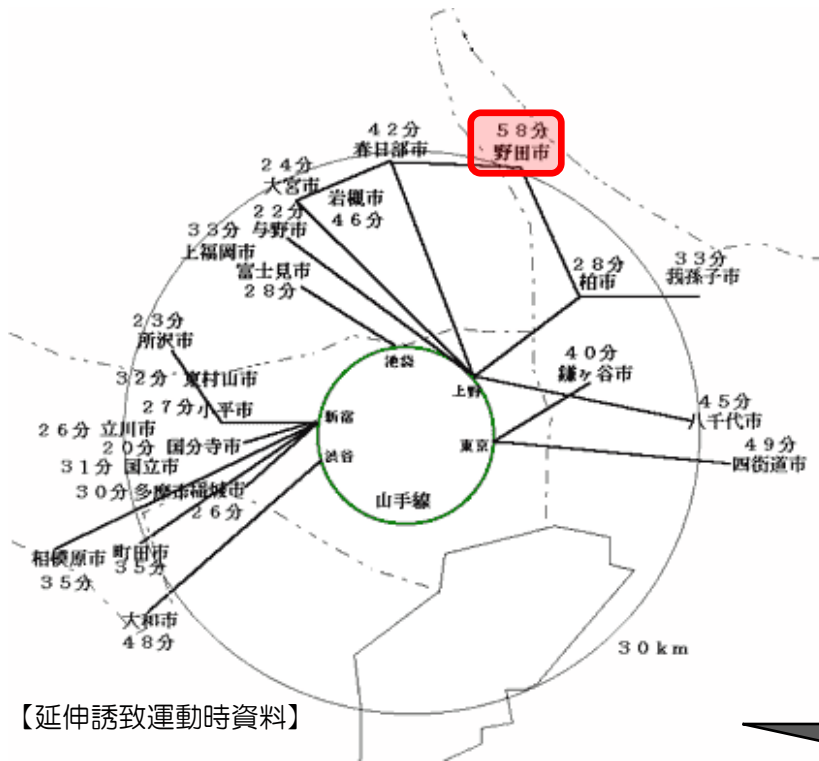 ５８分
野田市
４２分
春日部市
２４分
大宮市
岩槻市
４６分
２２分
与野市
３３分
上福岡市
富士見市
２８分
３３分
我孫子市
２８分
柏市
２３分
所沢市
池袋
４０分
鎌ヶ谷市
上野
３２分 東村山市
２７分 小平市
新宿
４５分
八千代市
２６分 立川市
２０分 国分寺市
東京
４９分
四街道市
渋谷
３１分 国立市
３０分 多摩市
稲城市
２６分
山手線
相模原市
３５分
町田市
３５分
大和市
４８分
３０ｋｍ
【延伸誘致運動時資料】